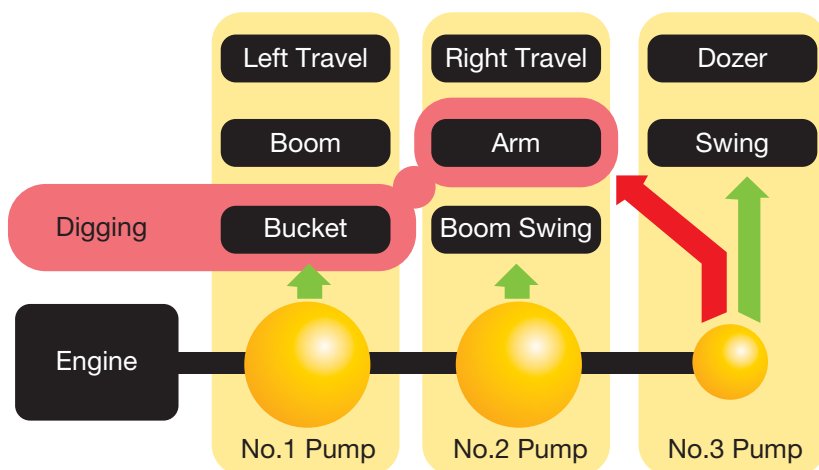 Left Travel
Right Travel
Dozer
Boom
Arm
Swing
Digging
Bucket
Boom Swing
Engine
No.1 Pump
No.2 Pump
No.3 Pump